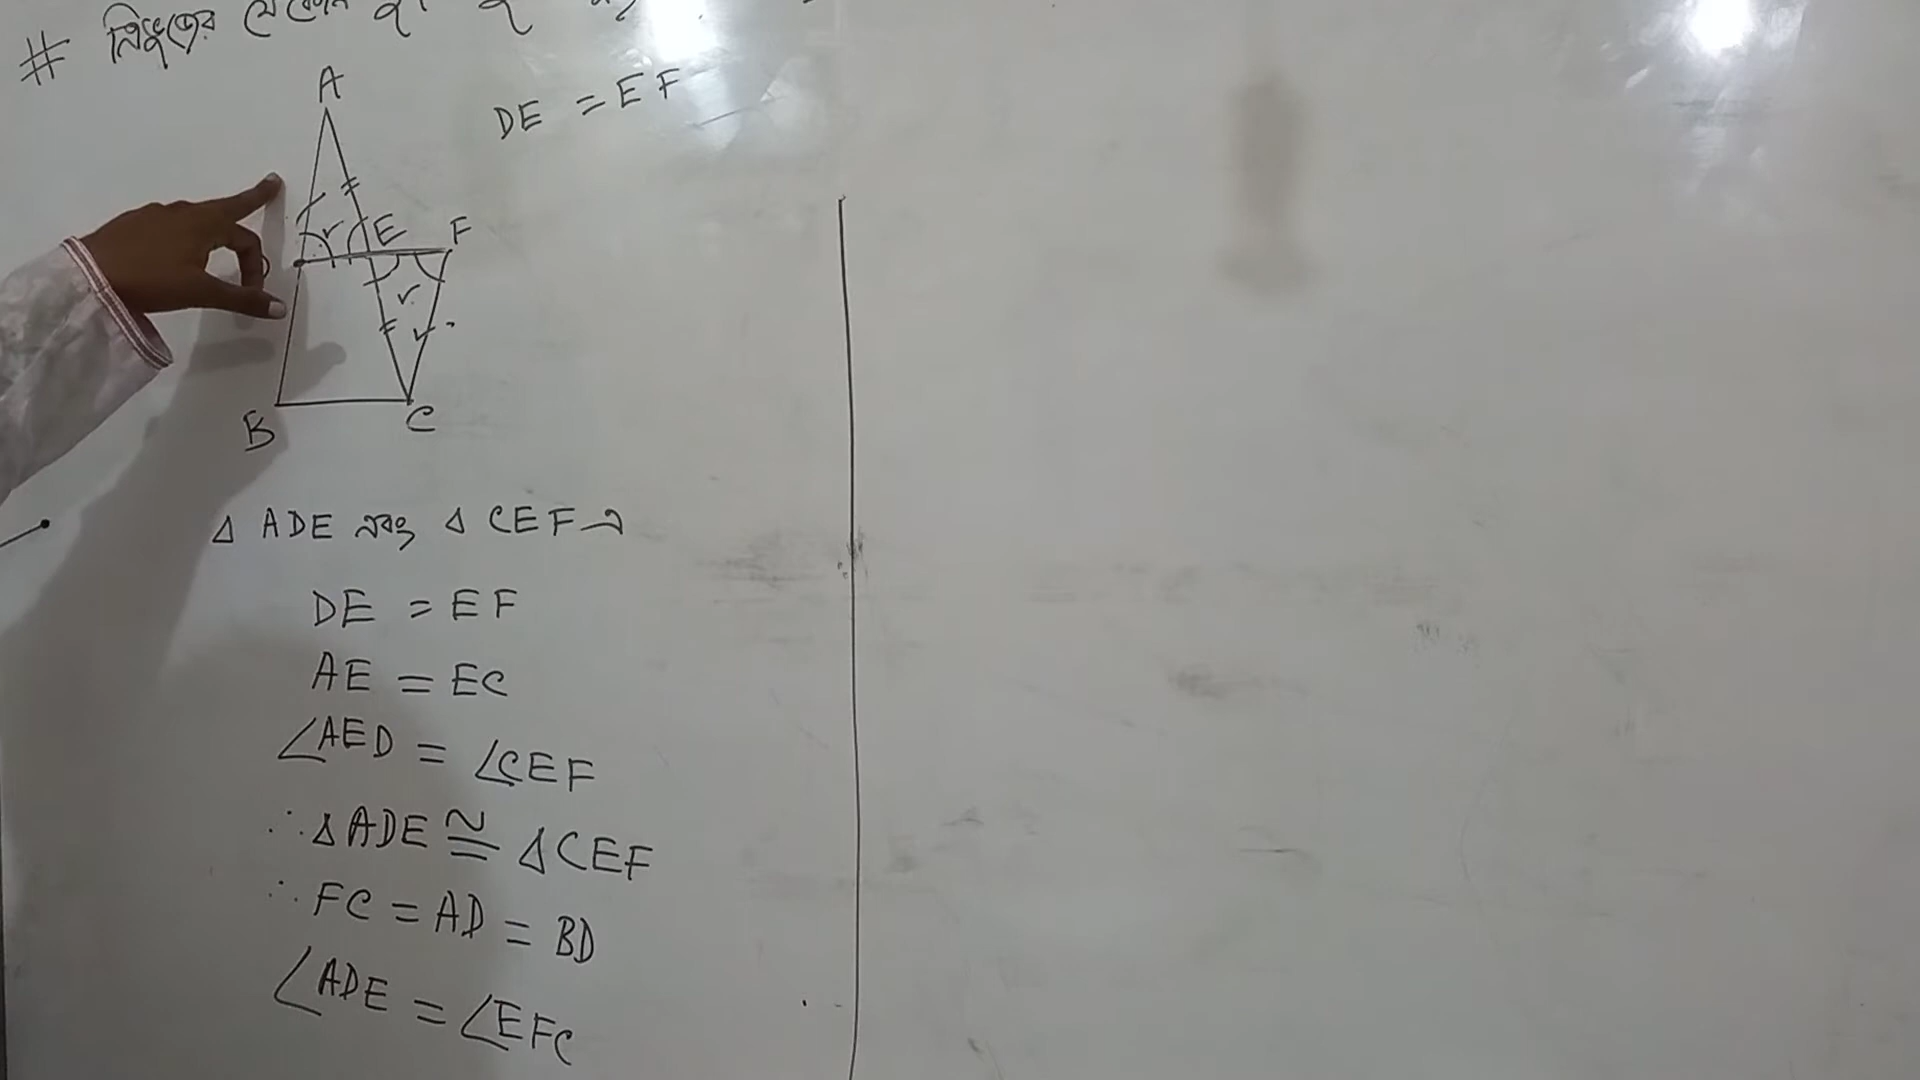 # ত্রিভুজের যেকোন
A
DE = EF
E F
B C
Δ ADE এবং Δ CEF এ
DE = EF
AE = EC
∠AED = ∠CEF
∴ Δ ADE ≅ Δ CEF
∴ FC = AD = BD
∠ADE = ∠EFC